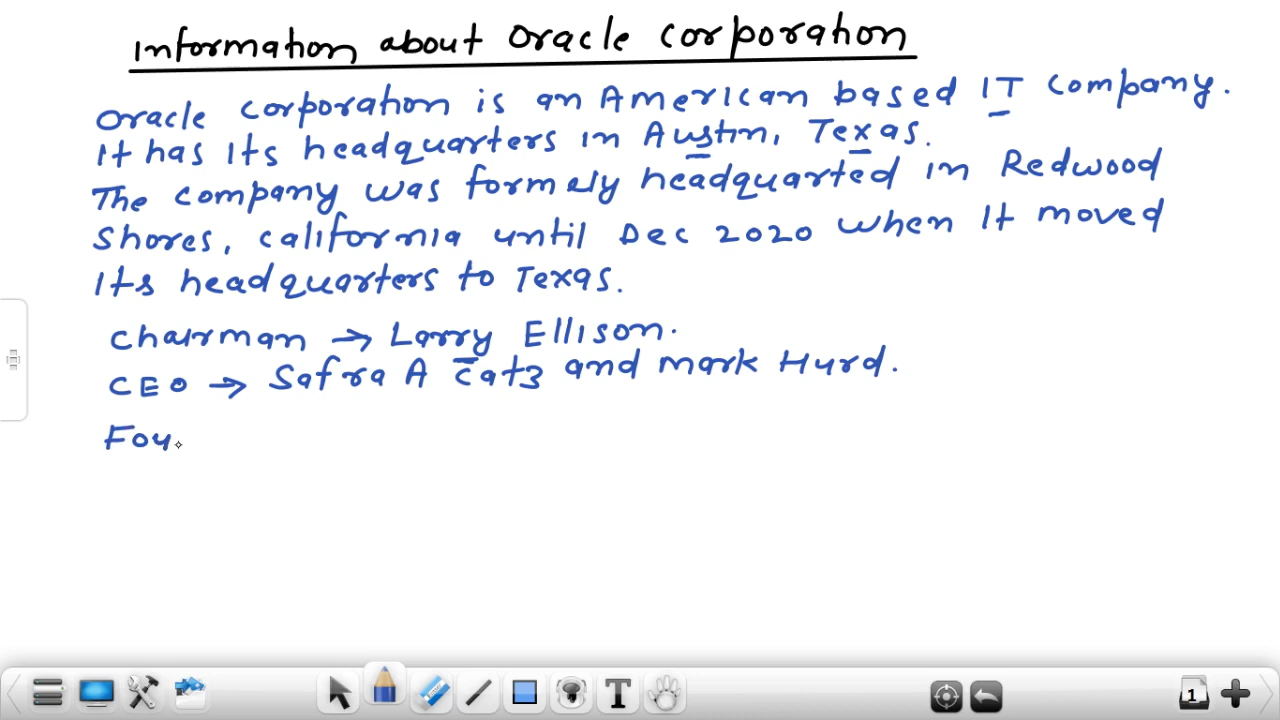 Information about Oracle Corporation
Oracle Corporation is an American based IT Company.
It has Its headquarters in Austin, Texas.
The company was formely headquarted in Redwood
Shores, California until Dec 2020 when It moved
Its headquarters to Texas.
Chairman → Larry Ellison.
CEO → Safra A Catz and Mark Hurd.
Fou
1